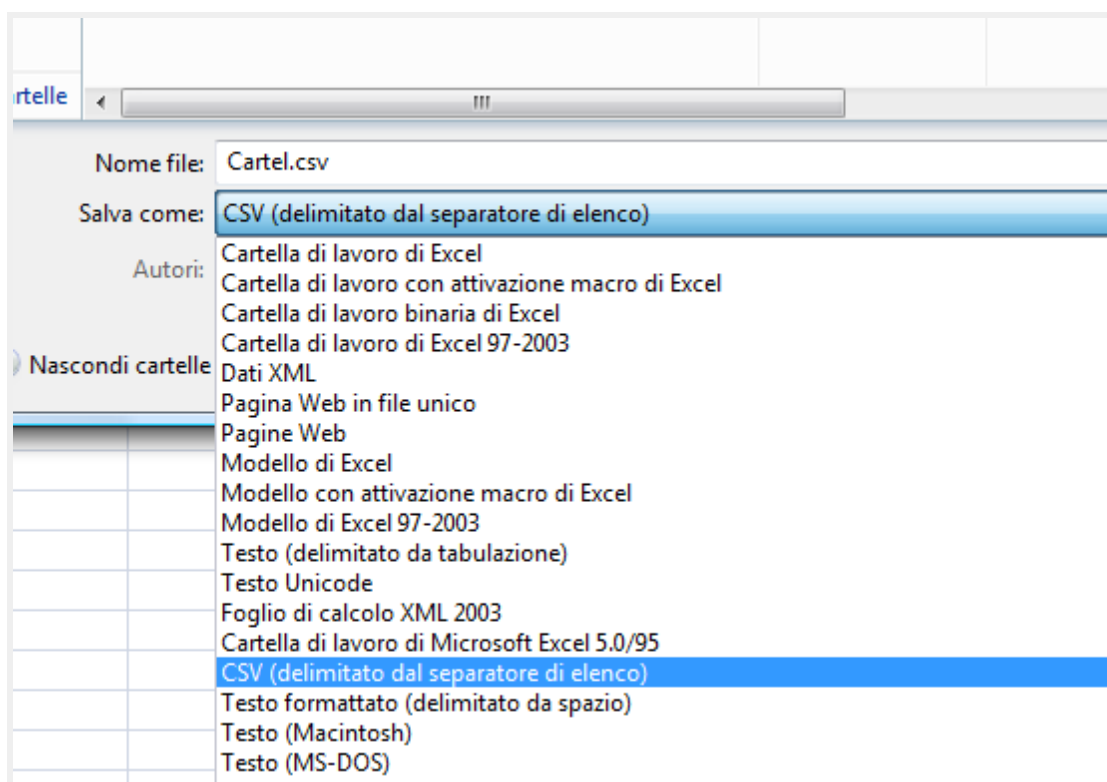 rtelle
Nome file: Cartel.csv
Salva come: CSV (delimitato dal separatore di elenco)
Autori:
Cartella di lavoro di Excel
Cartella di lavoro con attivazione macro di Excel
Cartella di lavoro binaria di Excel
Cartella di lavoro di Excel 97-2003
Nascondi cartelle
Dati XML
Pagina Web in file unico
Pagine Web
Modello di Excel
Modello con attivazione macro di Excel
Modello di Excel 97-2003
Testo (delimitato da tabulazione)
Testo Unicode
Foglio di calcolo XML 2003
Cartella di lavoro di Microsoft Excel 5.0/95
CSV (delimitato dal separatore di elenco)
Testo formattato (delimitato da spazio)
Testo (Macintosh)
Testo (MS-DOS)